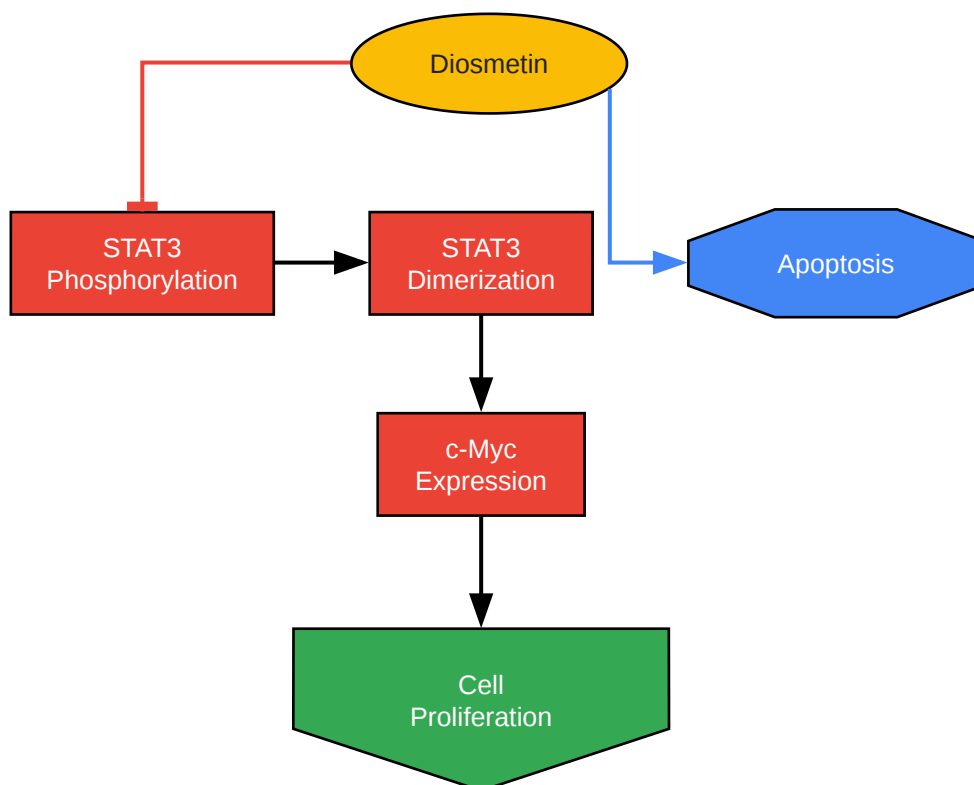 Diosmetin
STAT3
Phosphorylation
STAT3
Dimerization
Apoptosis
c-Myc
Expression
Cell
Proliferation